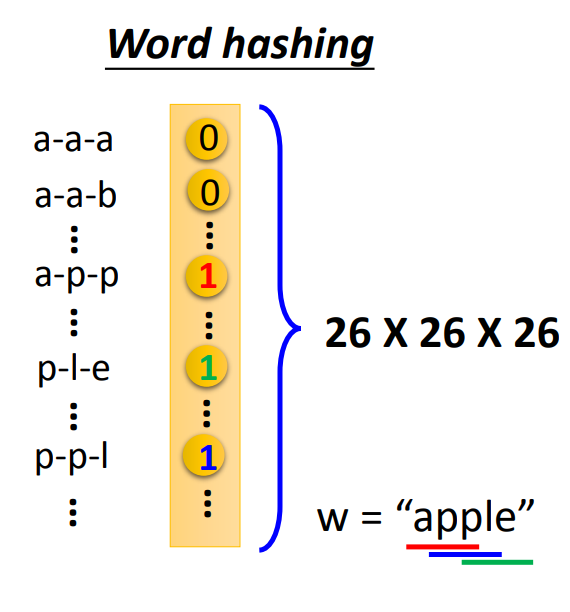 Word hashing
a-a-a 0
a-a-b 0
⋮ ⋮
a-p-p 1
⋮ ⋮
26 X 26 X 26
p-l-e 1
⋮ ⋮
p-p-l 1
⋮ ⋮
w = “apple”